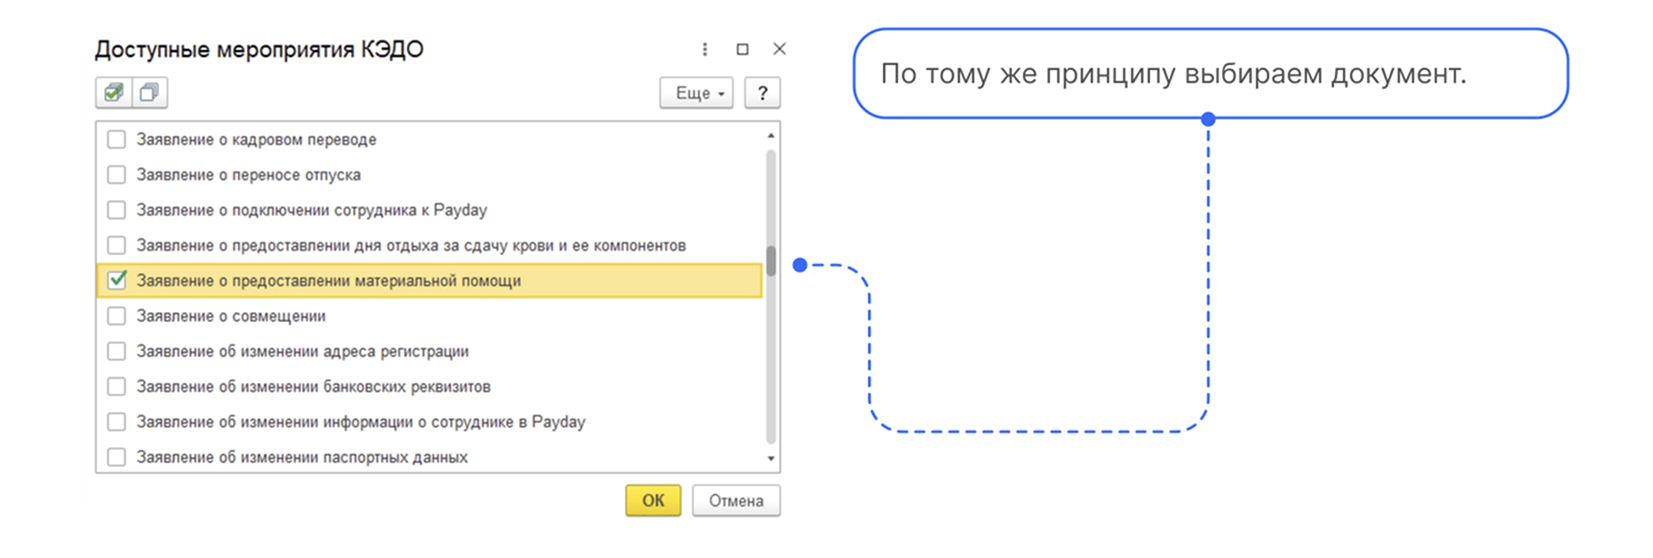 Доступные мероприятия КЭДО
Еще
?
Заявление о кадровом переводе
Заявление о переносе отпуска
Заявление о подключении сотрудника к Payday
Заявление о предоставлении дня отдыха за сдачу крови и ее компонентов
Заявление о предоставлении материальной помощи
Заявление о совмещении
Заявление об изменении адреса регистрации
Заявление об изменении банковских реквизитов
Заявление об изменении информации о сотруднике в Payday
Заявление об изменении паспортных данных
ОК
Отмена
По тому же принципу выбираем документ.